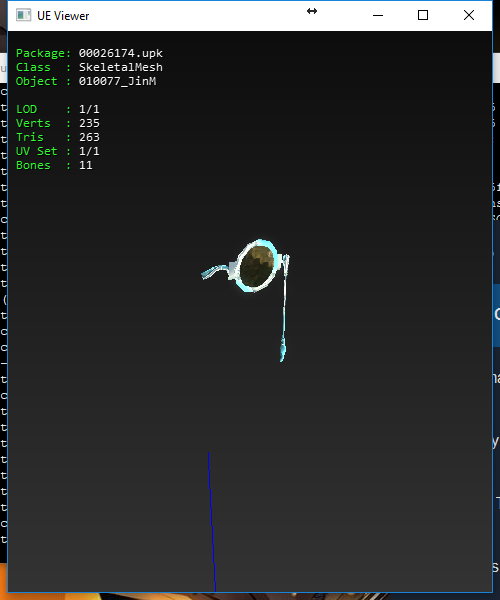 UE Viewer
Package: 00026174.upk
Class : SkeletalMesh
Object : 010077_JinM
LOD : 1/1
Verts : 235
Tris : 263
UV Set : 1/1
Bones : 11